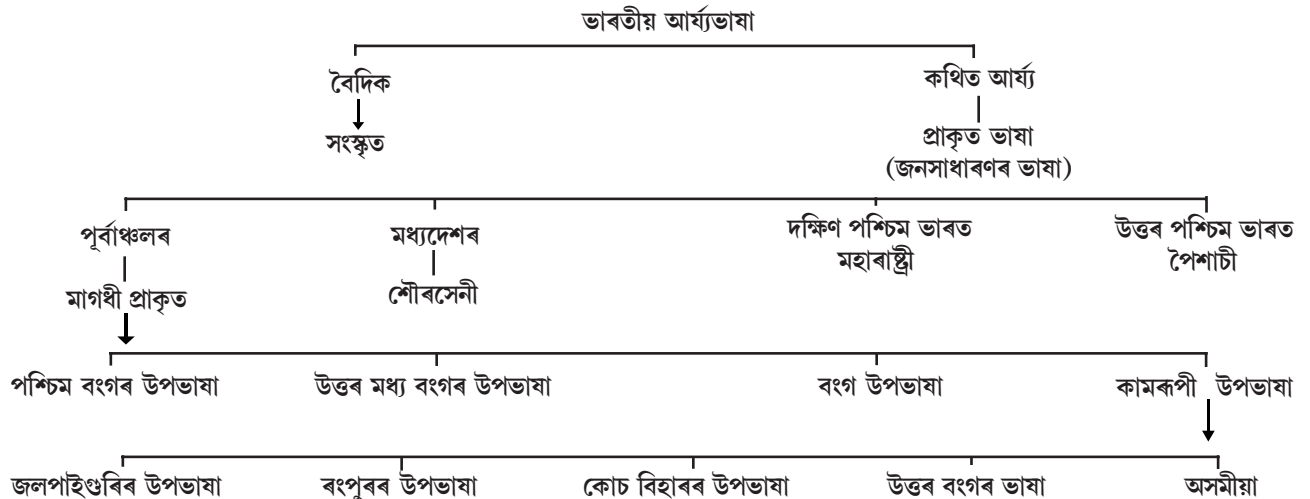 ভাৰতীয় আৰ্য্যভাষা
বৈদিক
কথিত আৰ্য্য
সংস্কৃত
প্ৰাকৃত ভাষা
(জনসাধাৰণৰ ভাষা)
পূৰ্বাঞ্চলৰ
মধ্যদেশৰ
দক্ষিণ পশ্চিম ভাৰত
মহাৰাষ্ট্ৰী
উত্তৰ পশ্চিম ভাৰত
পৈশাচী
মাগধী প্ৰাকৃত
শৌৰসেনী
পশ্চিম বংগৰ উপভাষা
উত্তৰ মধ্য বংগৰ উপভাষা
বংগ উপভাষা
কামৰূপী উপভাষা
জলপাইগুৰিৰ উপভাষা
ৰংপুৰৰ উপভাষা
কোচ বিহাৰৰ উপভাষা
উত্তৰ বংগৰ ভাষা
অসমীয়া